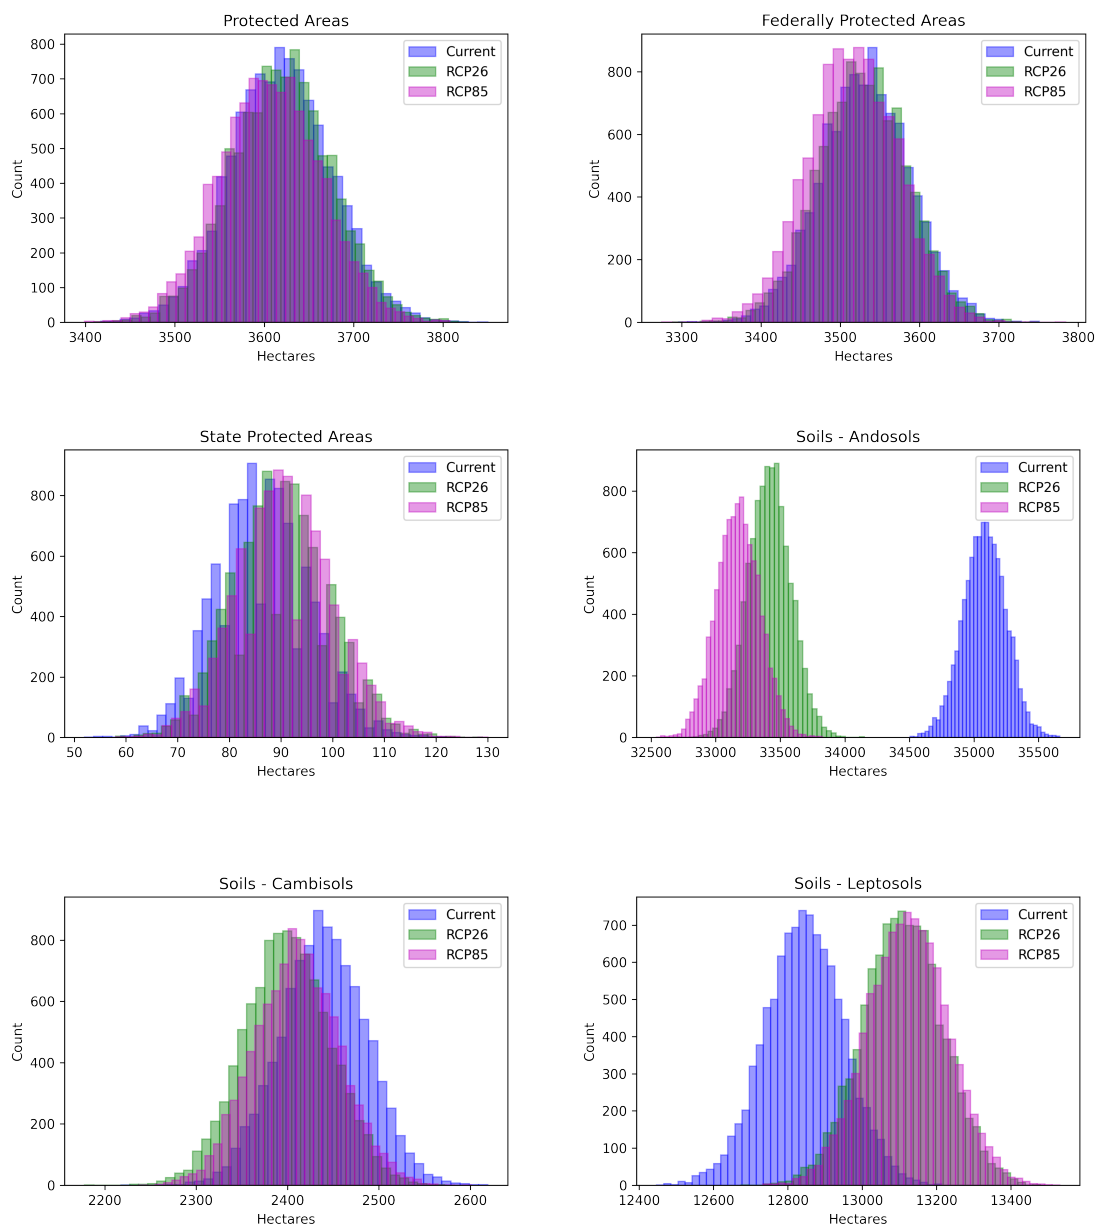 Protected Areas
800
700
600
500
400
300
200
100
0
Count
3400 3500 3600 3700 3800
Hectares
Current
RCP26
RCP85
Federally Protected Areas
800
600
400
200
0
Count
3300 3400 3500 3600 3700 3800
Hectares
Current
RCP26
RCP85
State Protected Areas
800
600
400
200
0
Count
50 60 70 80 90 100 110 120 130
Hectares
Current
RCP26
RCP85
Soils - Andosols
800
600
400
200
0
Count
32500 33000 33500 34000 34500 35000 35500
Hectares
Current
RCP26
RCP85
Soils - Cambisols
800
600
400
200
0
Count
2200 2300 2400 2500 2600
Hectares
Current
RCP26
RCP85
Soils - Leptosols
700
600
500
400
300
200
100
0
Count
12400 12600 12800 13000 13200 13400
Hectares
Current
RCP26
RCP85